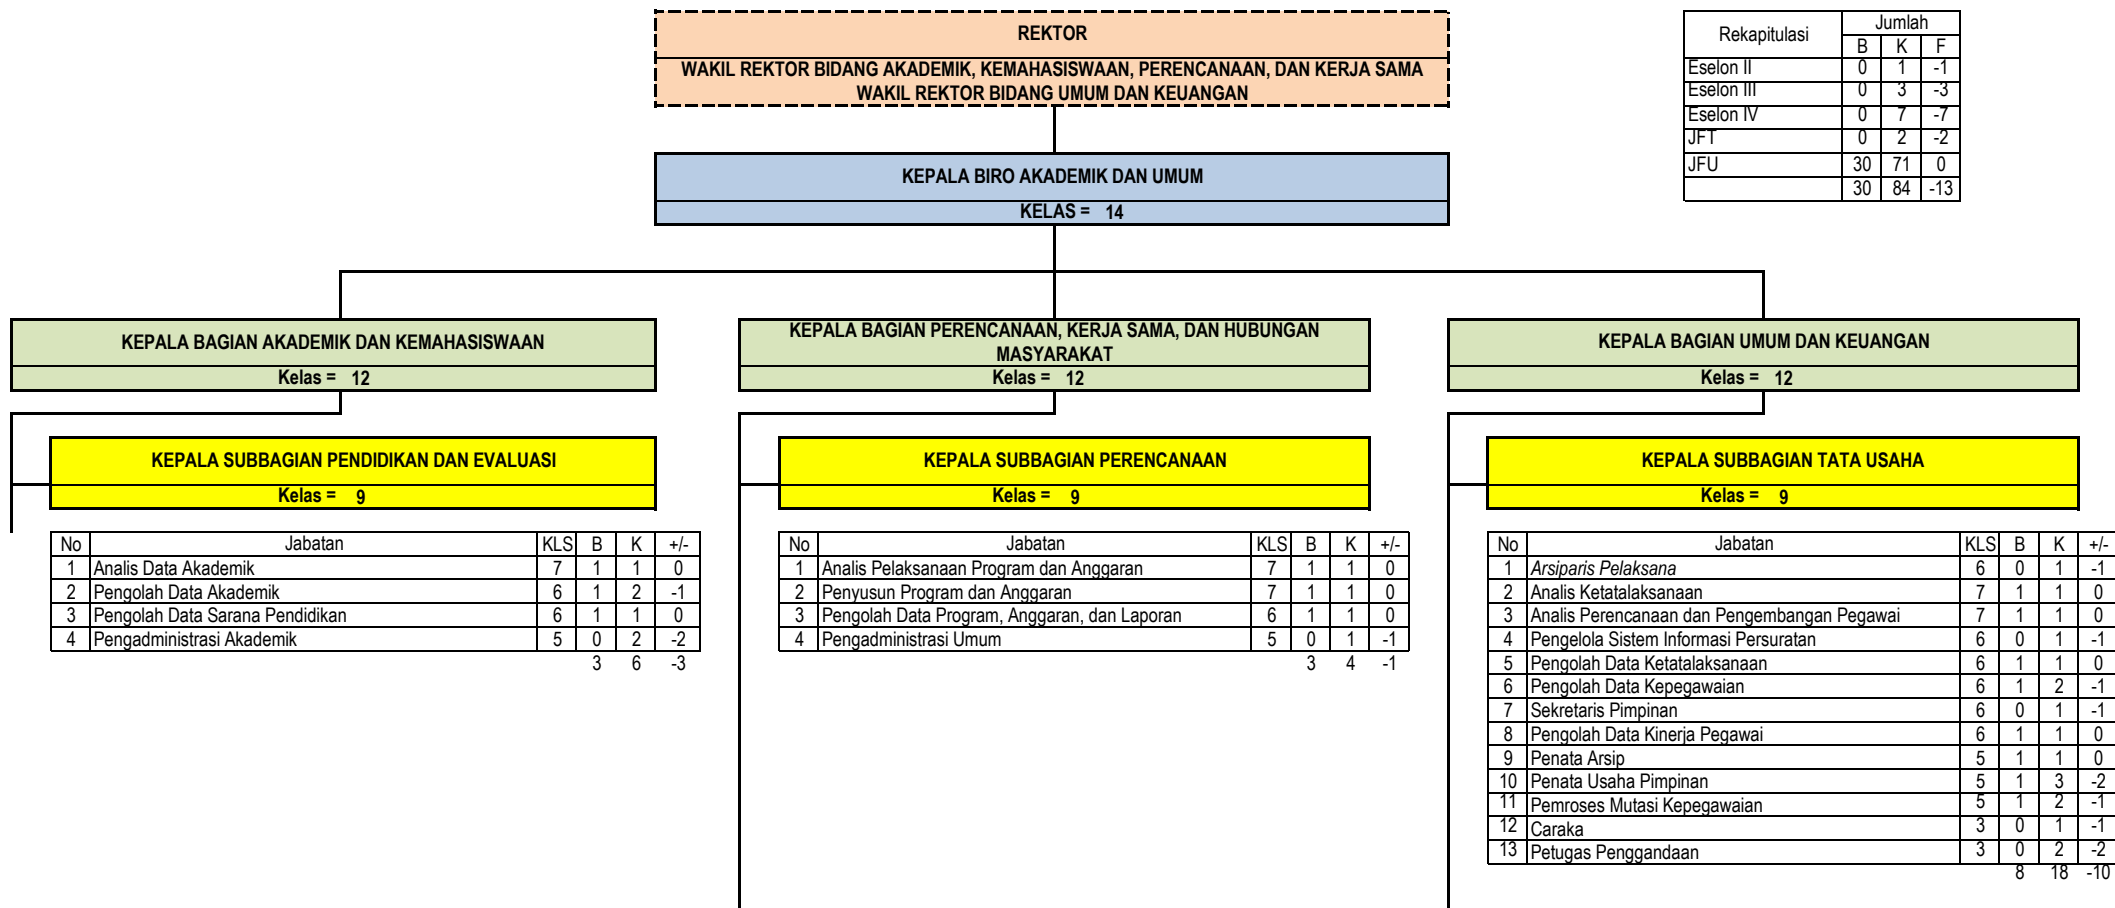 REKTOR
WAKIL REKTOR BIDANG AKADEMIK, KEMAHASISWAAN, PERENCANAAN, DAN KERJA SAMA
WAKIL REKTOR BIDANG UMUM DAN KEUANGAN
Rekapitulasi Jumlah
B K F
Eselon II 0 1 -1
Eselon III 0 3 -3
Eselon IV 0 7 -7
JFT 0 2 -2
JFU 30 71 0
30 84 -13
KEPALA BIRO AKADEMIK DAN UMUM
KELAS = 14
KEPALA BAGIAN AKADEMIK DAN KEMAHASISWAAN
Kelas = 12
KEPALA BAGIAN PERENCANAAN, KERJA SAMA, DAN HUBUNGAN
MASYARAKAT
Kelas = 12
KEPALA BAGIAN UMUM DAN KEUANGAN
Kelas = 12
KEPALA SUBBAGIAN PENDIDIKAN DAN EVALUASI
Kelas = 9
No Jabatan KLS B K +/-
1 Analis Data Akademik 7 1 1 0
2 Pengolah Data Akademik 6 1 2 -1
3 Pengolah Data Sarana Pendidikan 6 1 1 0
4 Pengadministrasi Akademik 5 0 2 -2
3 6 -3
KEPALA SUBBAGIAN PERENCANAAN
Kelas = 9
No Jabatan KLS B K +/-
1 Analis Pelaksanaan Program dan Anggaran 7 1 1 0
2 Penyusun Program dan Anggaran 7 1 1 0
3 Pengolah Data Program, Anggaran, dan Laporan 6 1 1 0
4 Pengadministrasi Umum 5 0 1 -1
3 4 -1
KEPALA SUBBAGIAN TATA USAHA
Kelas = 9
No Jabatan KLS B K +/-
1 Arsiparis Pelaksana 6 0 1 -1
2 Analis Ketatalaksanaan 7 1 1 0
3 Analis Perencanaan dan Pengembangan Pegawai 7 1 1 0
4 Pengelola Sistem Informasi Persuratan 6 0 1 -1
5 Pengolah Data Ketatalaksanaan 6 1 1 0
6 Pengolah Data Kepegawaian 6 1 2 -1
7 Sekretaris Pimpinan 6 0 1 -1
8 Pengolah Data Kinerja Pegawai 6 1 1 0
9 Penata Arsip 5 1 1 0
10 Penata Usaha Pimpinan 5 1 3 -2
11 Pemroses Mutasi Kepegawaian 5 1 2 -1
12 Caraka 3 0 1 -1
13 Petugas Penggandaan 3 0 2 -2
8 18 -10